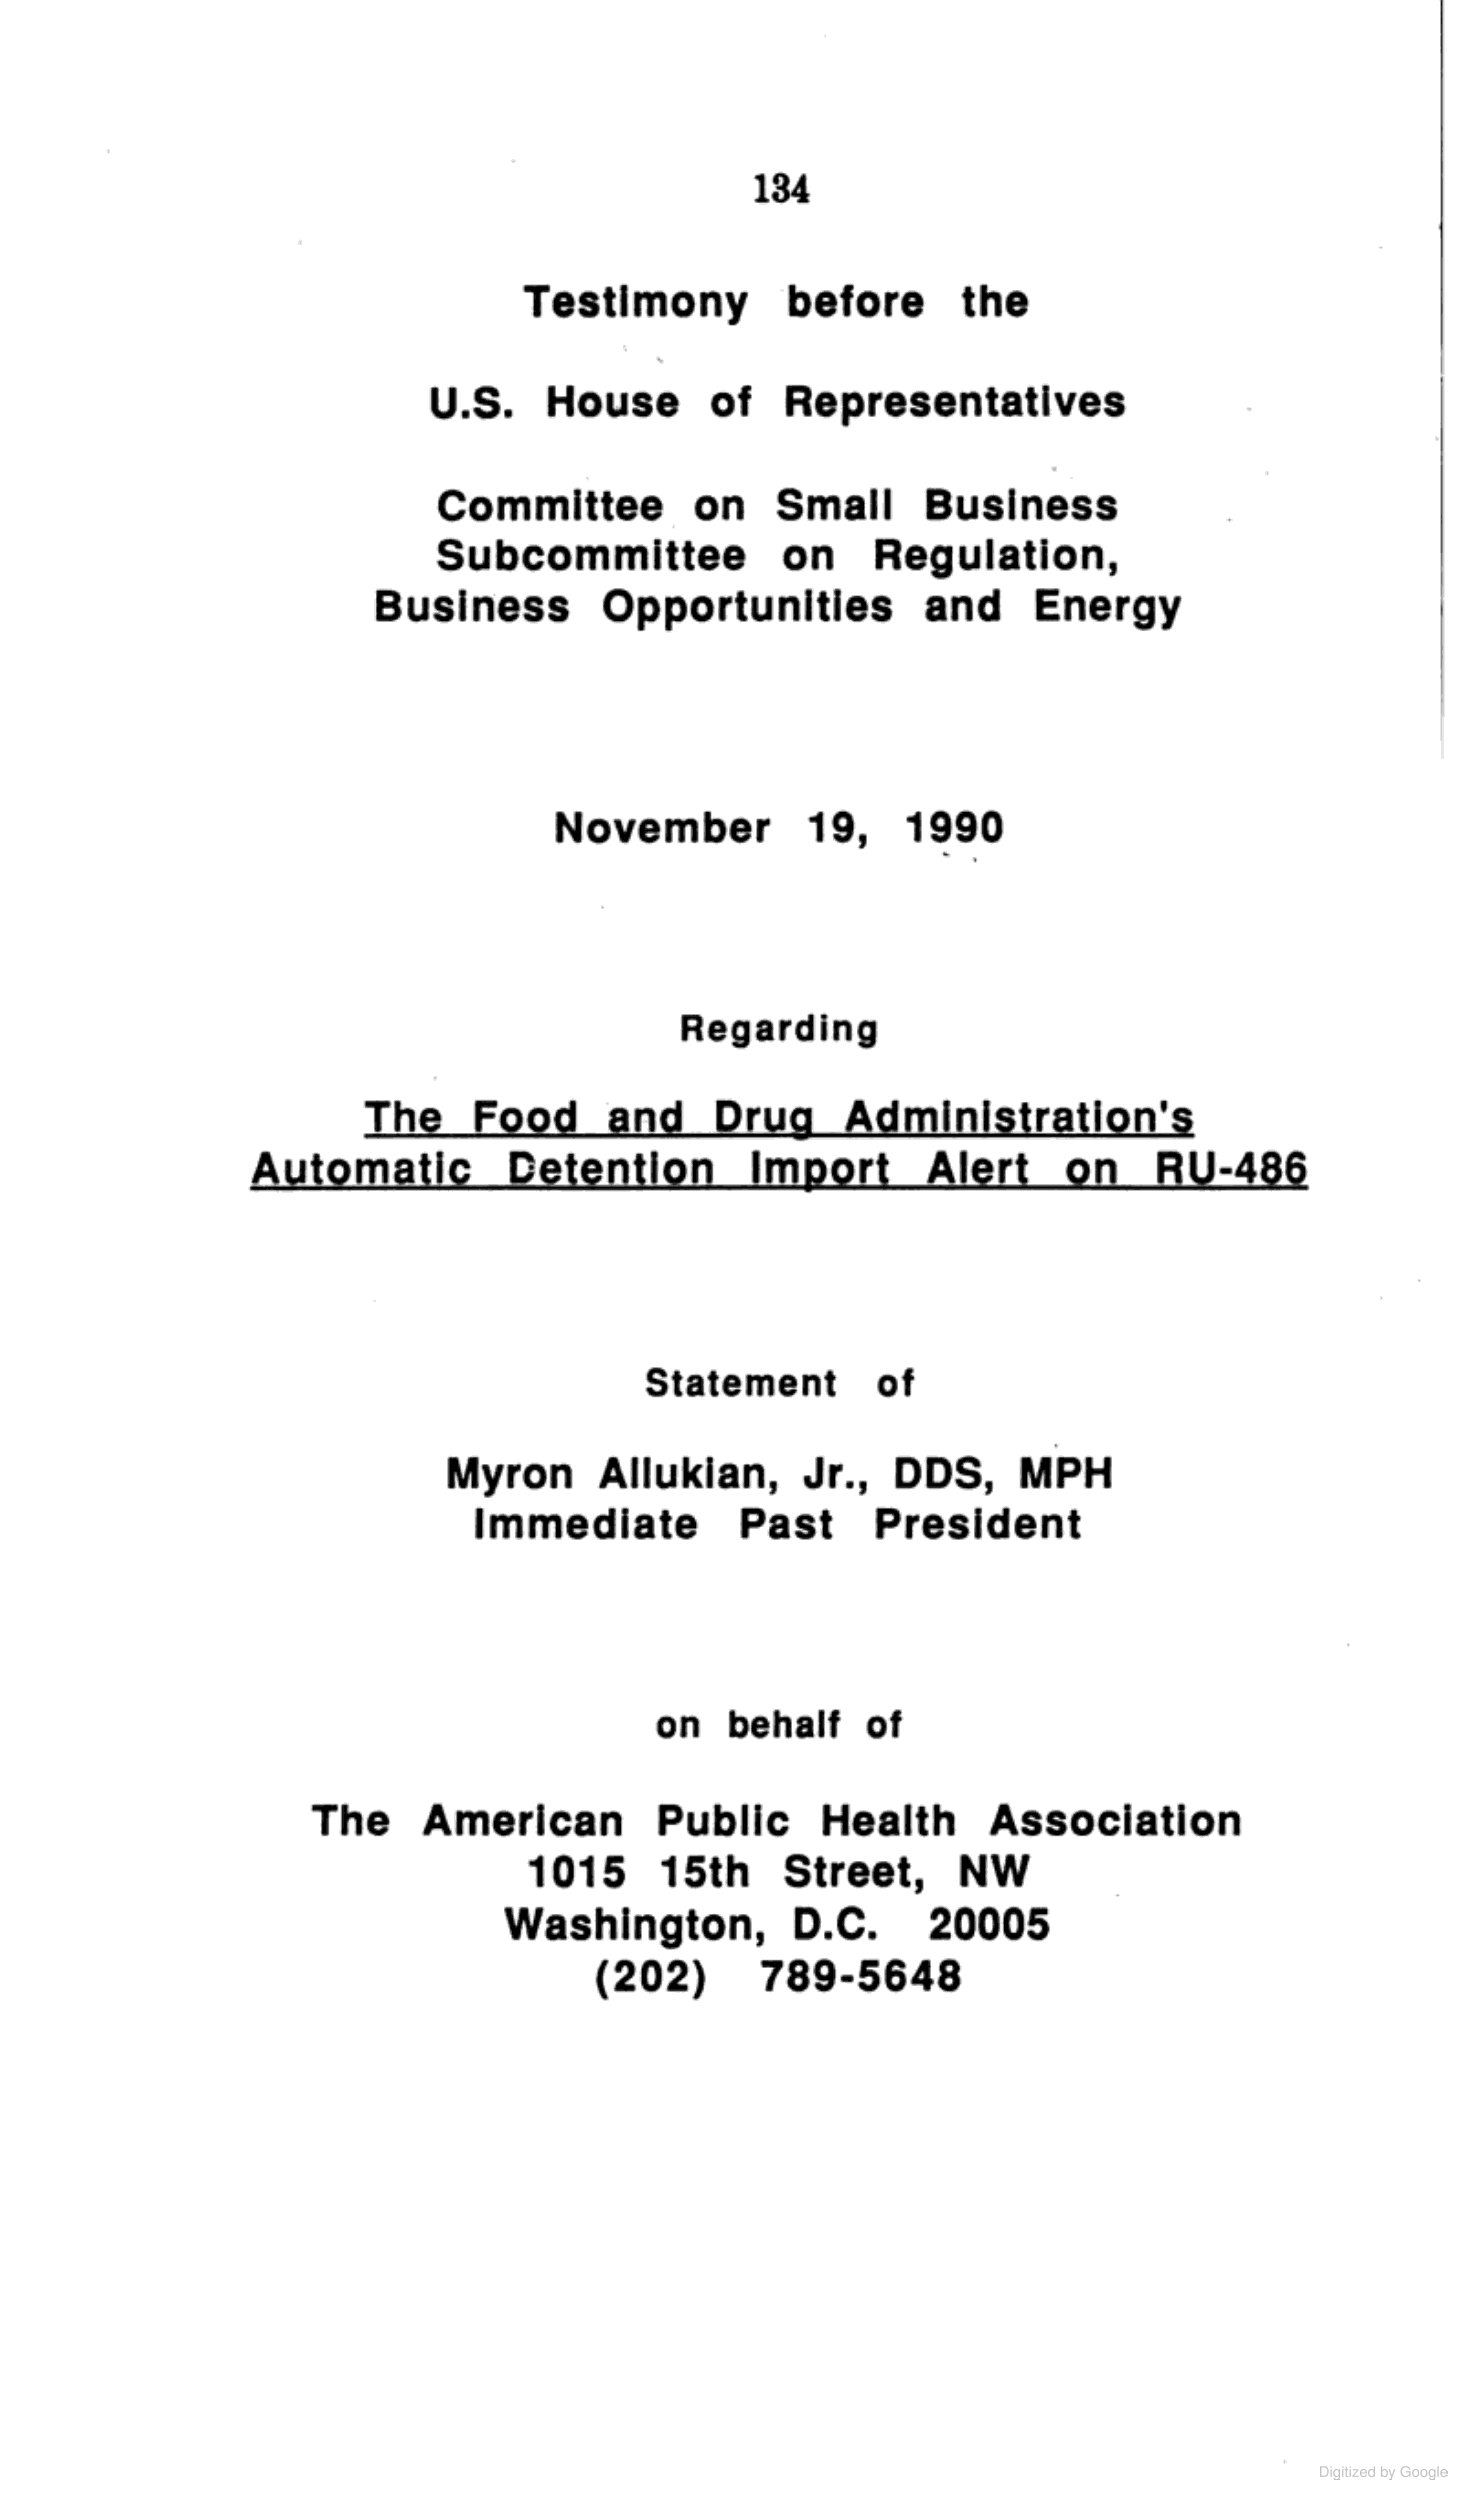 134
Testimony before the
U.S. House of Representatives
Committee on Small Business
Subcommittee on Regulation,
Business Opportunities and Energy
November 19, 1990
Regarding
The Food and Drug Administration's
Automatic Detention Import Alert on RU-486
Statement of
Myron Allukian, Jr., DDS, MPH
Immediate Past President
on behalf of
The American Public Health Association
1015 15th Street, NW
Washington, D.C. 20005
(202) 789-5648
Digitized by Google